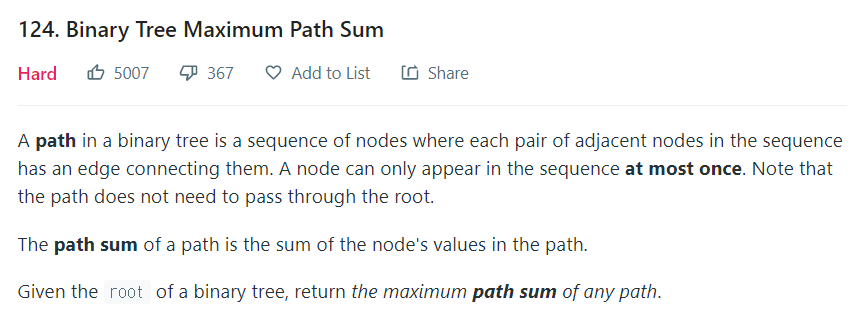 124. Binary Tree Maximum Path Sum
Hard 5007 367 Add to List Share
A path in a binary tree is a sequence of nodes where each pair of adjacent nodes in the sequence
has an edge connecting them. A node can only appear in the sequence at most once. Note that
the path does not need to pass through the root.
The path sum of a path is the sum of the node's values in the path.
Given the root of a binary tree, return the maximum path sum of any path.